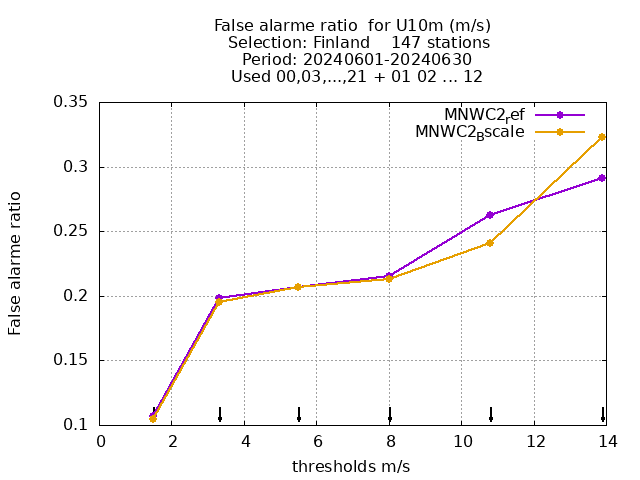 False alarme ratio  for U10m (m/s)
Selection: Finland    147 stations
Period: 20240601-20240630
Used 00,03,...,21 + 01 02 ... 12
MNWC2ref
MNWC2Bscale
False alarme ratio
0.35
0.3
0.25
0.2
0.15
0.1
0 2 4 6 8 10 12 14
thresholds m/s